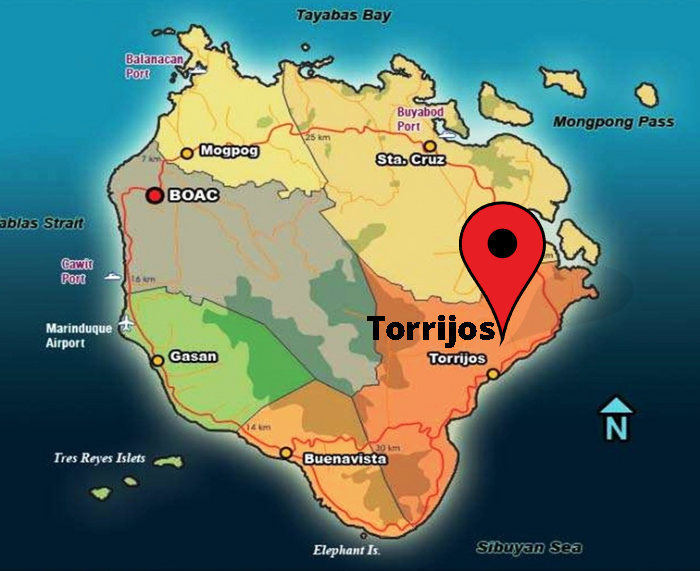 Tayabas Bay
Balanacan
Port
Buyabod
Port
Mongpong Pass
25 km
Mogpog
7 km
Sta. Cruz
BOAC
ablas Strait
m
Gawit
Port
16 km
Marinduque
Airport
Torrijos
Gasan
Torrijos
N
14 km
30 km
Tres Reyes Islets
Buenavista
Elephant Is.
Sibuyan Sea